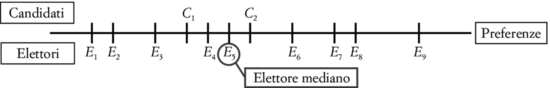 Candidati C1 C2
Preferenze
Elettori E1 E2 E3 E4 E5 E6 E7 E8 E9
Elettore mediano